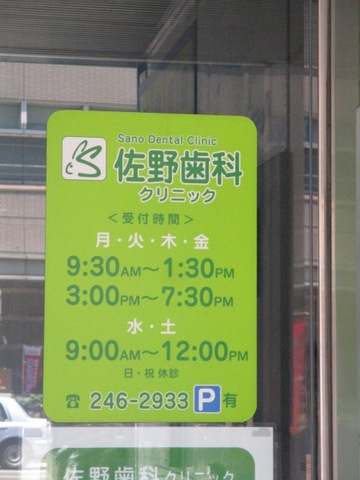 Sano Dental Clinic
佐野歯科
クリニック
＜受付時間＞
月・火・木・金
9:30AM～1:30PM
3:00PM～7:30PM
水・土
9:00AM～12:00PM
日・祝 休診
☎ 246-2933 P 有
佐野歯科クリニック